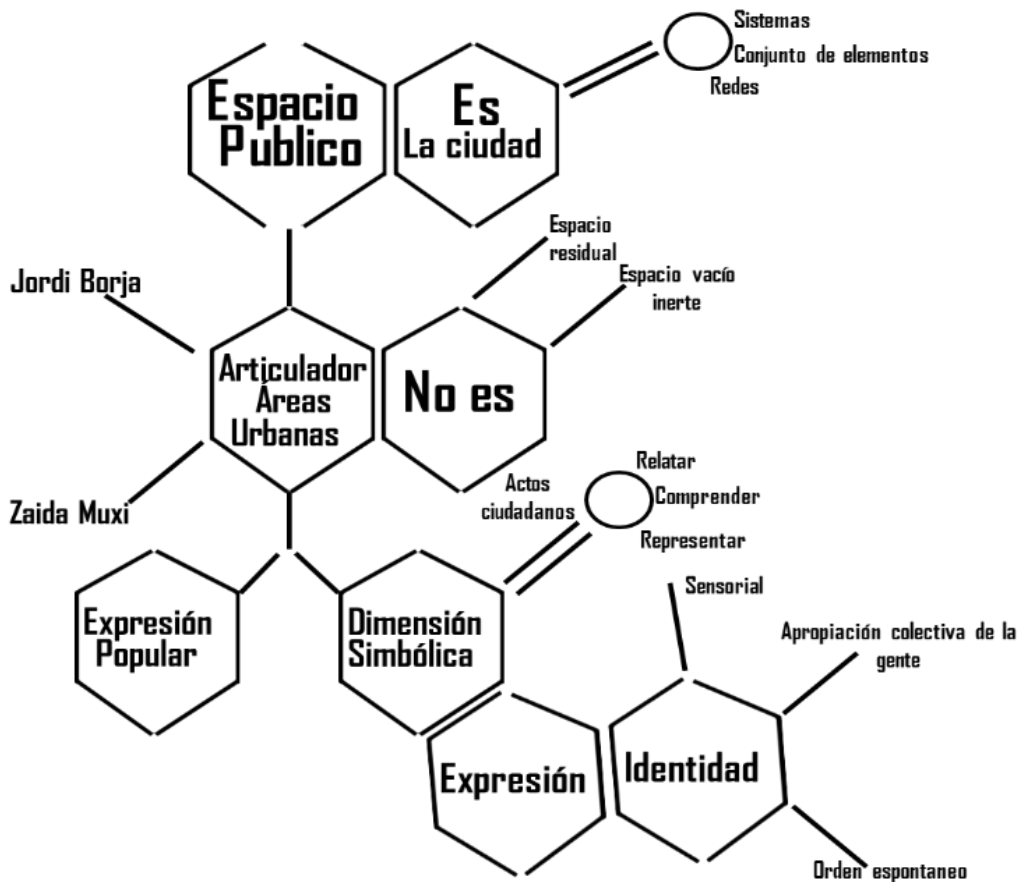 Sistemas
Conjunto de elementos
Redes
Espacio
Publico
Es
La ciudad
Espacio
residual
Espacio vacío
inerte
Jordi Borja
Articulador
Áreas
Urbanas
No es
Zaida Muxi
Relatar
Actos
ciudadanos
Comprender
Representar
Sensorial
Expresión
Popular
Dimensión
Simbólica
Apropiación colectiva de la
gente
Expresión
Identidad
Orden espontaneo